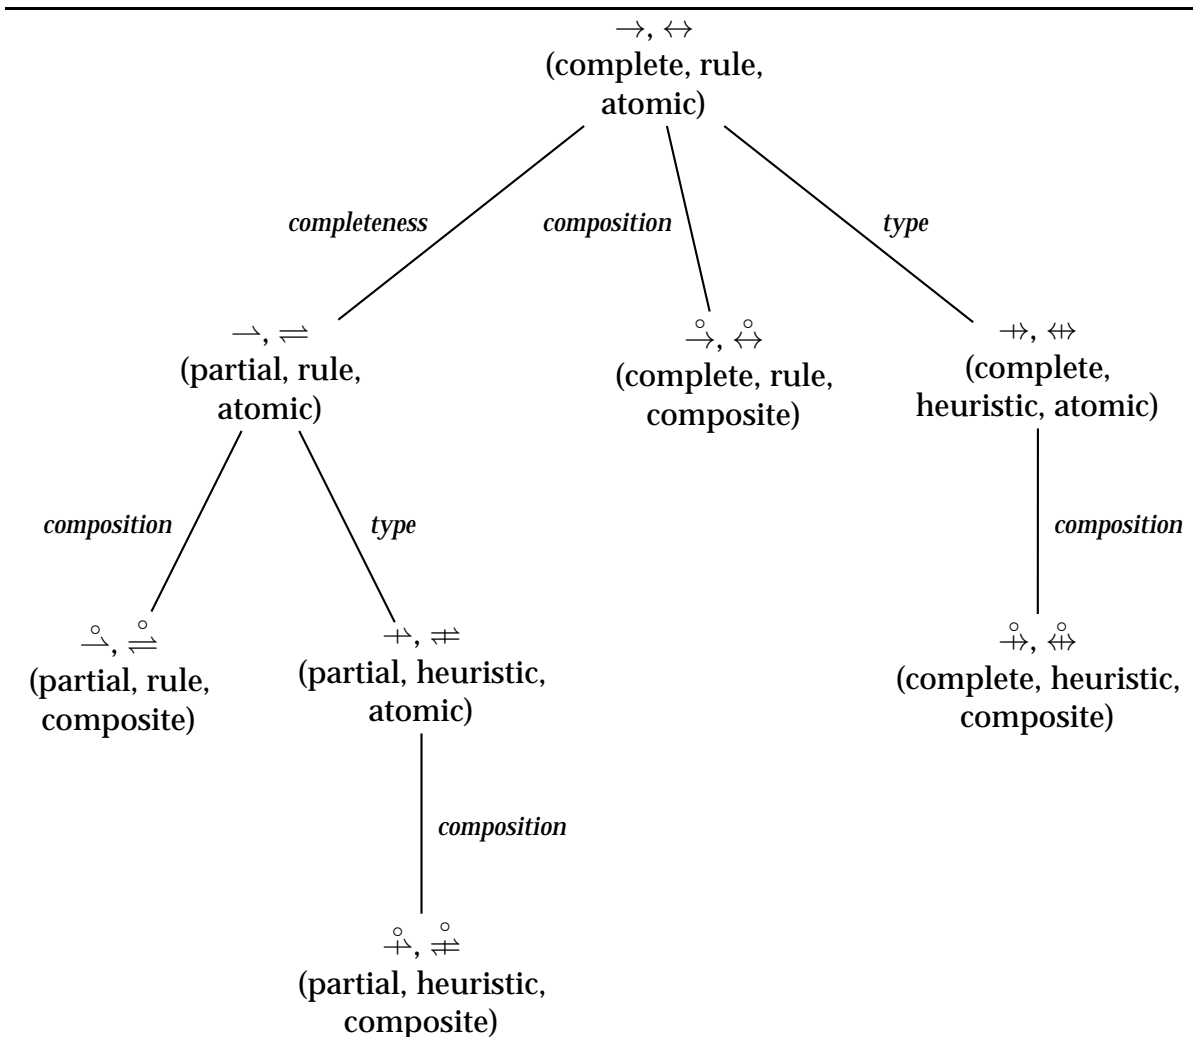 →, ↔
(complete, rule,
atomic)
completeness
composition
type
⇀, ⇌
(partial, rule,
atomic)
→̊, ↔̊
(complete, rule,
composite)
⇸, ⇹
(complete,
heuristic, atomic)
composition
type
composition
⇀̊, ⇌̊
(partial, rule,
composite)
⇀̵, ⇌̵
(partial, heuristic,
atomic)
⇸̊, ⇹̊
(complete, heuristic,
composite)
composition
⇀̵̊, ⇌̵̊
(partial, heuristic,
composite)